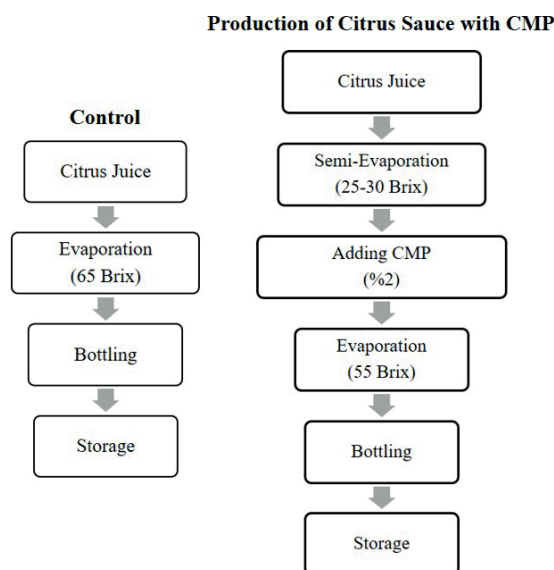 Production of Citrus Sauce with CMP
Control
Citrus Juice
Evaporation
(65 Brix)
Bottling
Storage
Citrus Juice
Semi-Evaporation
(25-30 Brix)
Adding CMP
(%2)
Evaporation
(55 Brix)
Bottling
Storage